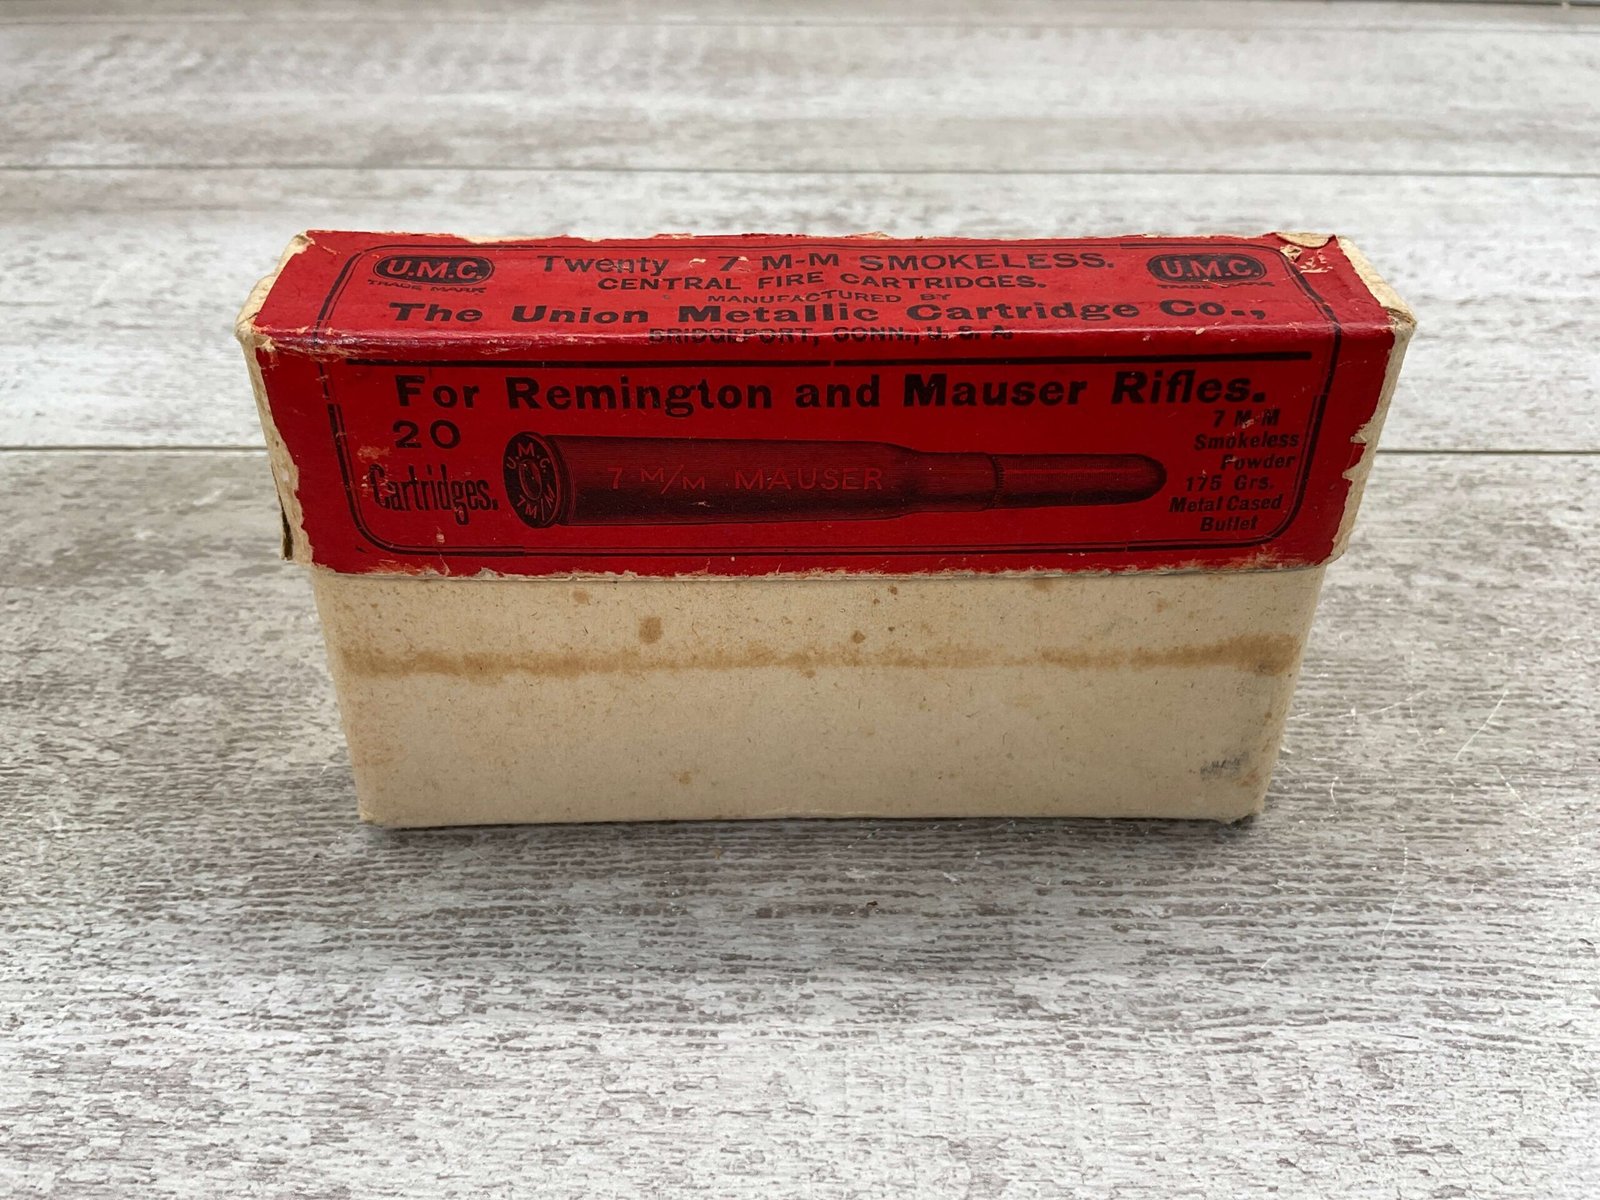 U.M.C.
TRADE MARK
Twenty - 7 M-M SMOKELESS.
CENTRAL FIRE CARTRIDGES.
MANUFACTURED BY
The Union Metallic Cartridge Co.,
BRIDGEPORT, CONN., U. S. A.
U.M.C.
TRADE MARK
For Remington and Mauser Rifles.
20
Cartridges.
U.M.C.
7 M/M
7 M/M MAUSER
7 M-M
Smokeless
Powder
175 Grs.
Metal Cased
Bullet